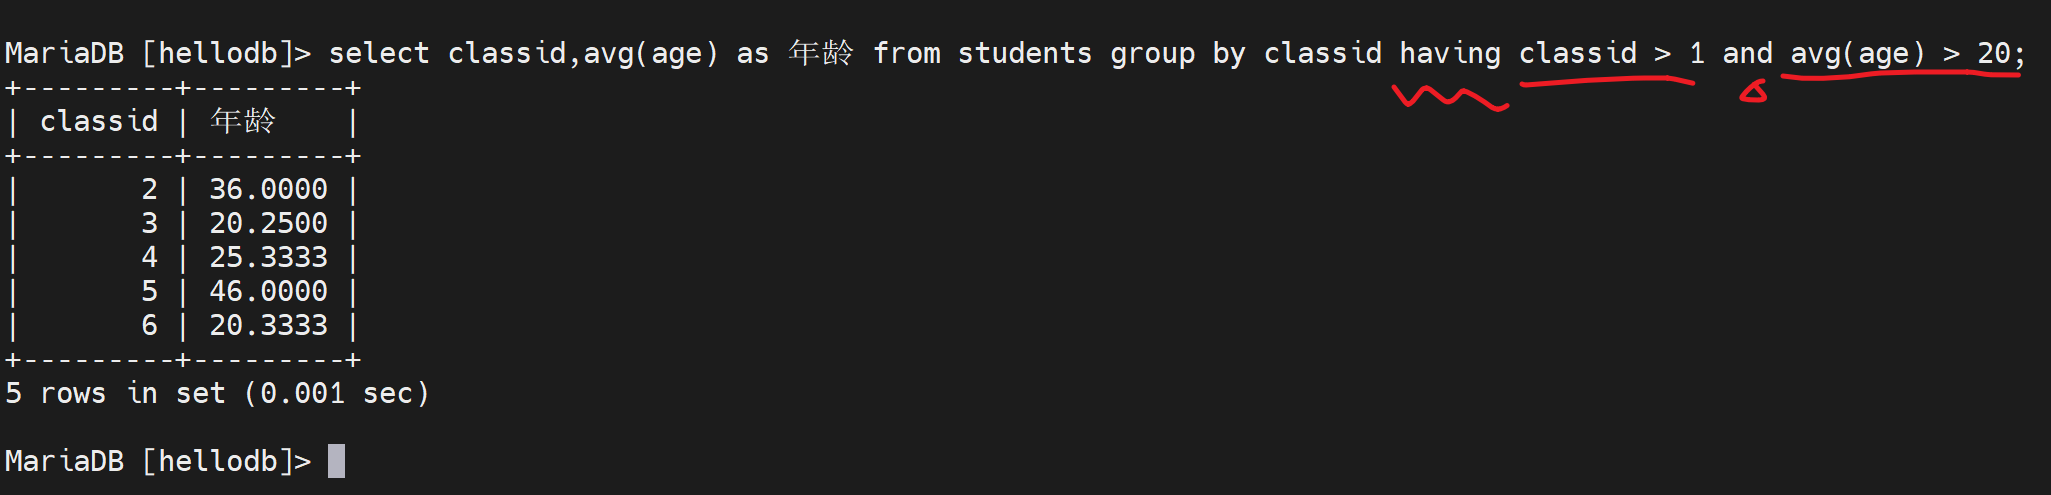 MariaDB [hellodb]> select classid,avg(age) as 年龄 from students group by classid having classid > 1 and avg(age) > 20;
+---------+---------+
| classid | 年龄    |
+---------+---------+
|       2 | 36.0000 |
|       3 | 20.2500 |
|       4 | 25.3333 |
|       5 | 46.0000 |
|       6 | 20.3333 |
+---------+---------+
5 rows in set (0.001 sec)
MariaDB [hellodb]>